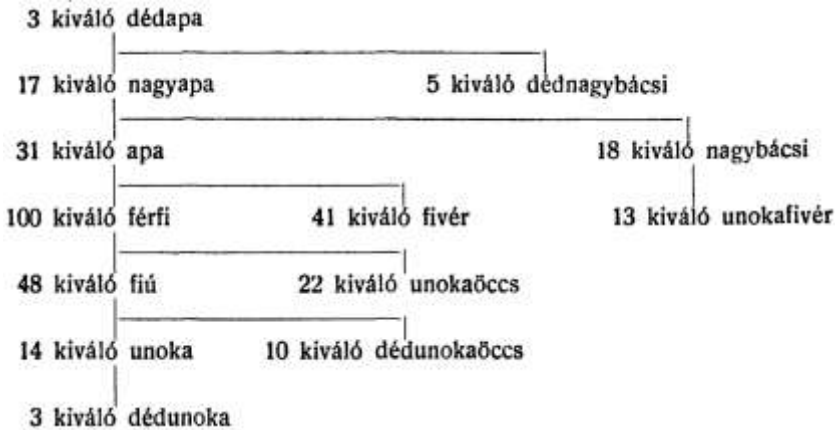 3 kiváló dédapa
17 kiváló nagyapa 5 kiváló dédnagybácsi
31 kiváló apa 18 kiváló nagybácsi
100 kiváló férfi 41 kiváló fivér 13 kiváló unokafivér
48 kiváló fiú 22 kiváló unokaöccs
14 kiváló unoka 10 kiváló dédunokaöccs
3 kiváló dédunoka